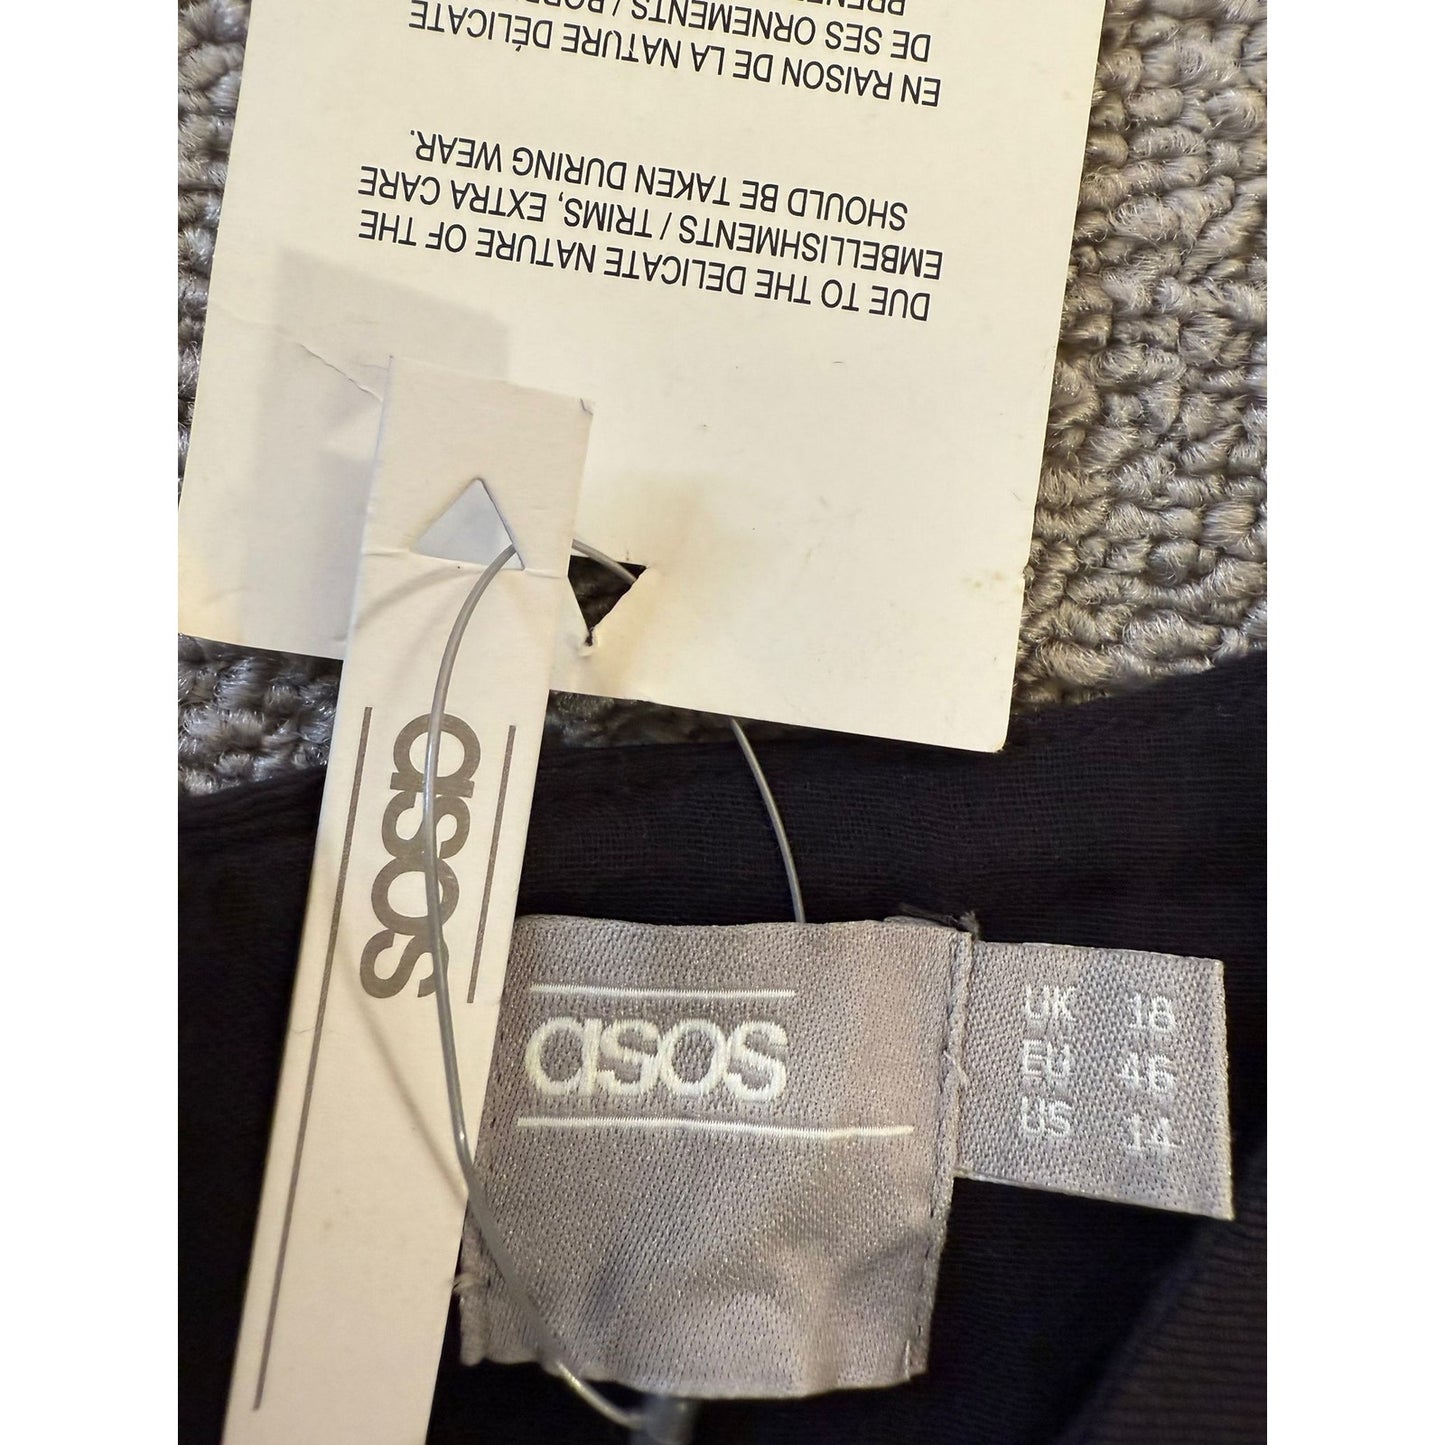 DUE TO THE DELICATE NATURE OF THE
EMBELLISHMENTS / TRIMS, EXTRA CARE
SHOULD BE TAKEN DURING WEAR.
EN RAISON DE LA NATURE DÉLICATE
DE SES ORNEMENTS /
asos
asos
UK 18
EU 46
US 14